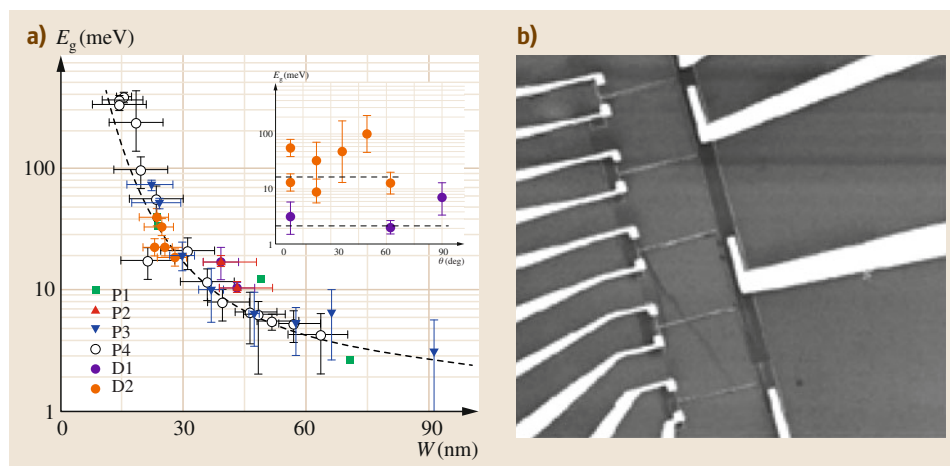 a) E_g (meV)
100
10
1
P1
P2
P3
P4
D1
D2
0 30 60 90
W (nm)
E_g (meV)
100
10
1
0 30 60 90
θ (deg)
b)